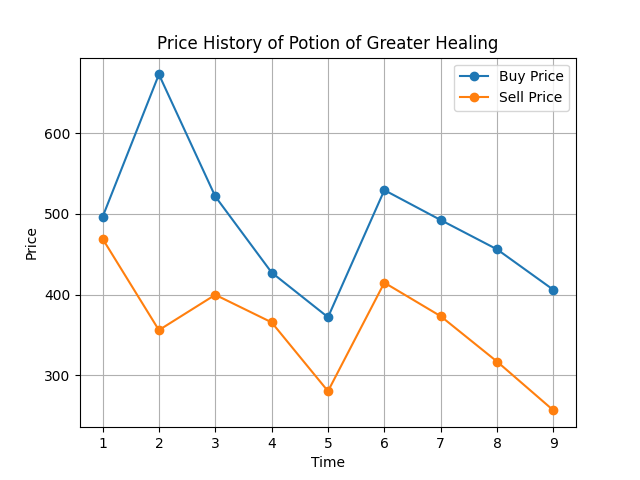 Price History of Potion of Greater Healing
Buy Price
Sell Price
600
500
400
300
Price
1 2 3 4 5 6 7 8 9
Time